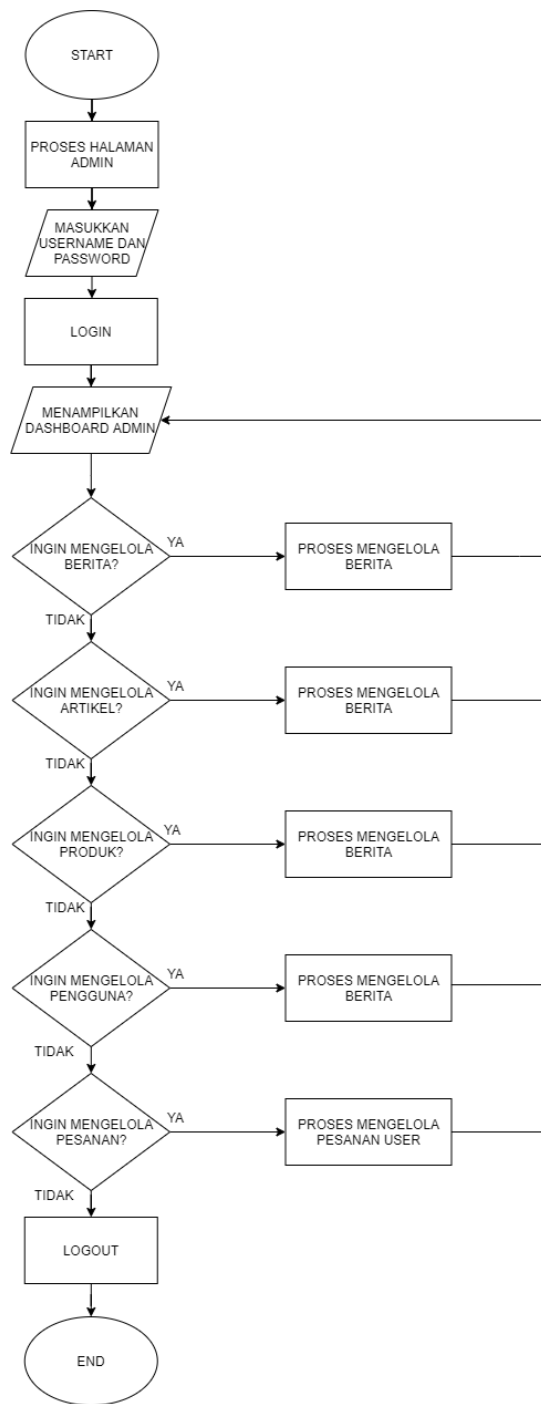 START
PROSES HALAMAN
ADMIN
MASUKKAN
USERNAME DAN
PASSWORD
LOGIN
MENAMPILKAN
DASHBOARD ADMIN
INGIN MENGELOLA
BERITA?
YA
PROSES MENGELOLA
BERITA
TIDAK
INGIN MENGELOLA
ARTIKEL?
YA
PROSES MENGELOLA
BERITA
TIDAK
INGIN MENGELOLA
PRODUK?
YA
PROSES MENGELOLA
BERITA
TIDAK
INGIN MENGELOLA
PENGGUNA?
YA
PROSES MENGELOLA
BERITA
TIDAK
INGIN MENGELOLA
PESANAN?
YA
PROSES MENGELOLA
PESANAN USER
TIDAK
LOGOUT
END